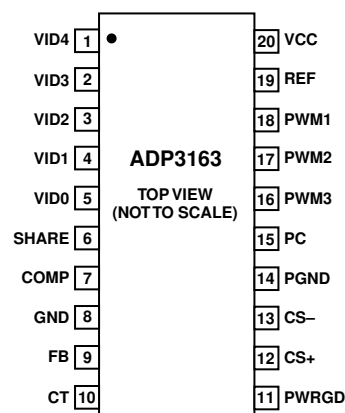 VID4 1
VID3 2
VID2 3
VID1 4
VID0 5
SHARE 6
COMP 7
GND 8
FB 9
CT 10
ADP3163
TOP VIEW
(NOT TO SCALE)
20 VCC
19 REF
18 PWM1
17 PWM2
16 PWM3
15 PC
14 PGND
13 CS–
12 CS+
11 PWRGD